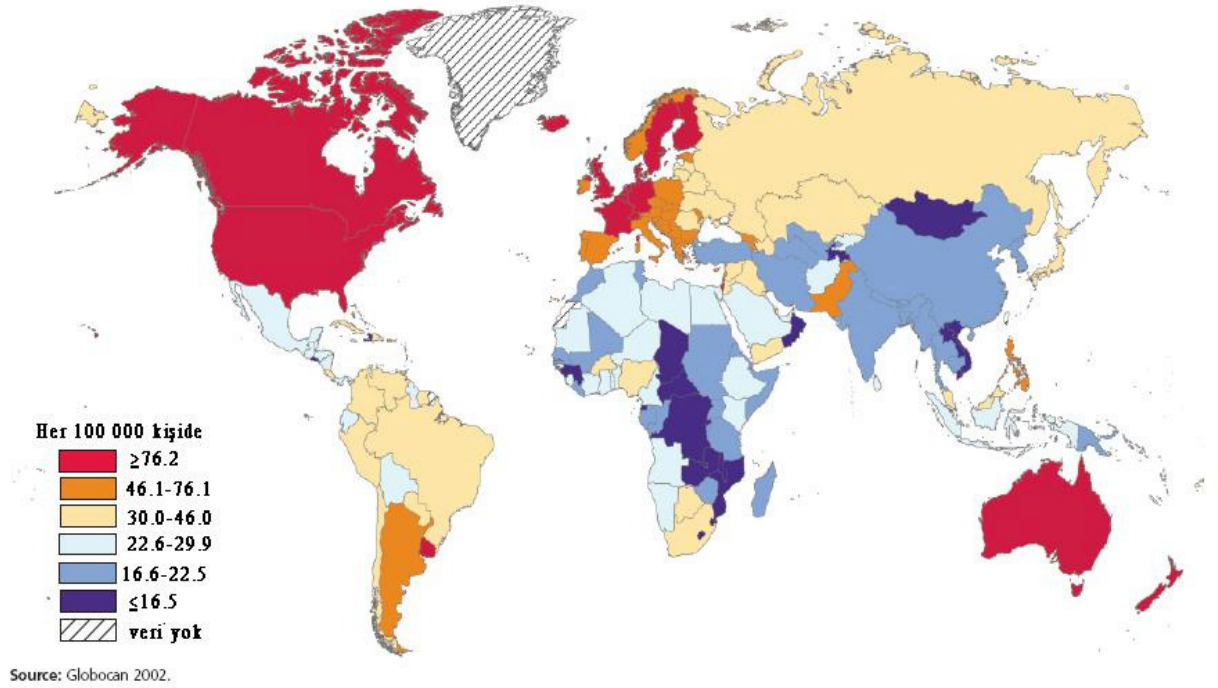 Her 100 000 kişide
≥76.2
46.1-76.1
30.0-46.0
22.6-29.9
16.6-22.5
≤16.5
veri yok
Source: Globocan 2002.